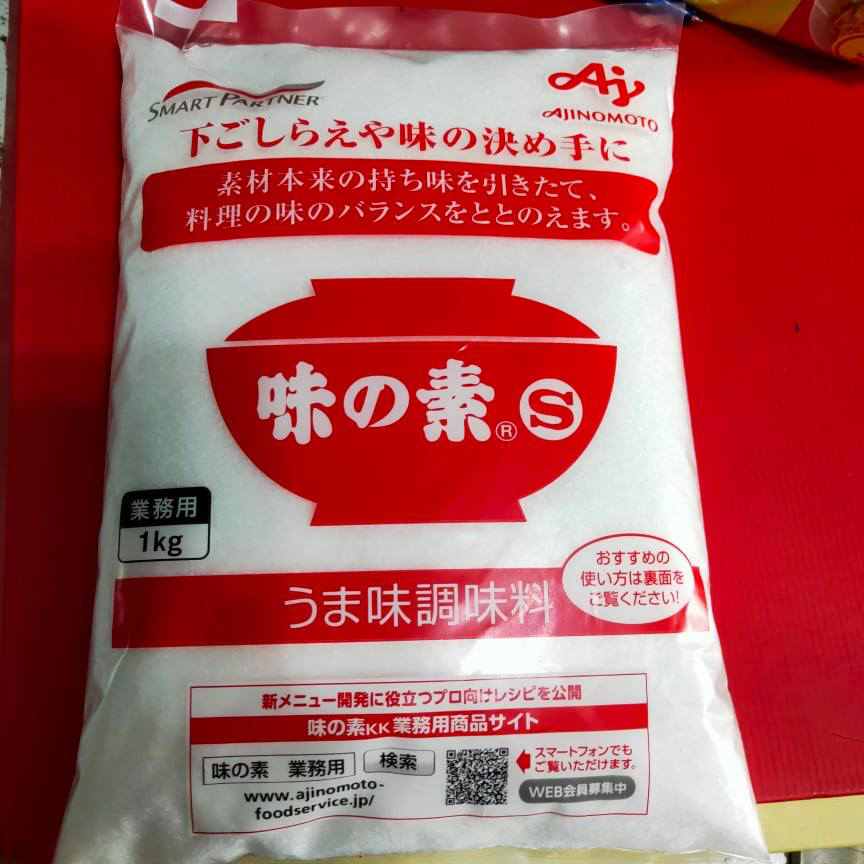 SMART PARTNER
Aj
AJINOMOTO
下ごしらえや味の決め手に
素材本来の持ち味を引きたて、
料理の味のバランスをととのえます。
味の素® S
業務用
1kg
おすすめの
使い方は裏面を
ご覧ください!
うま味調味料
新メニュー開発に役立つプロ向けレシピを公開
味の素KK業務用商品サイト
味の素 業務用 検索
www.ajinomoto-
foodservice.jp/
スマートフォンでも
ご覧いただけます。
WEB会員募集中